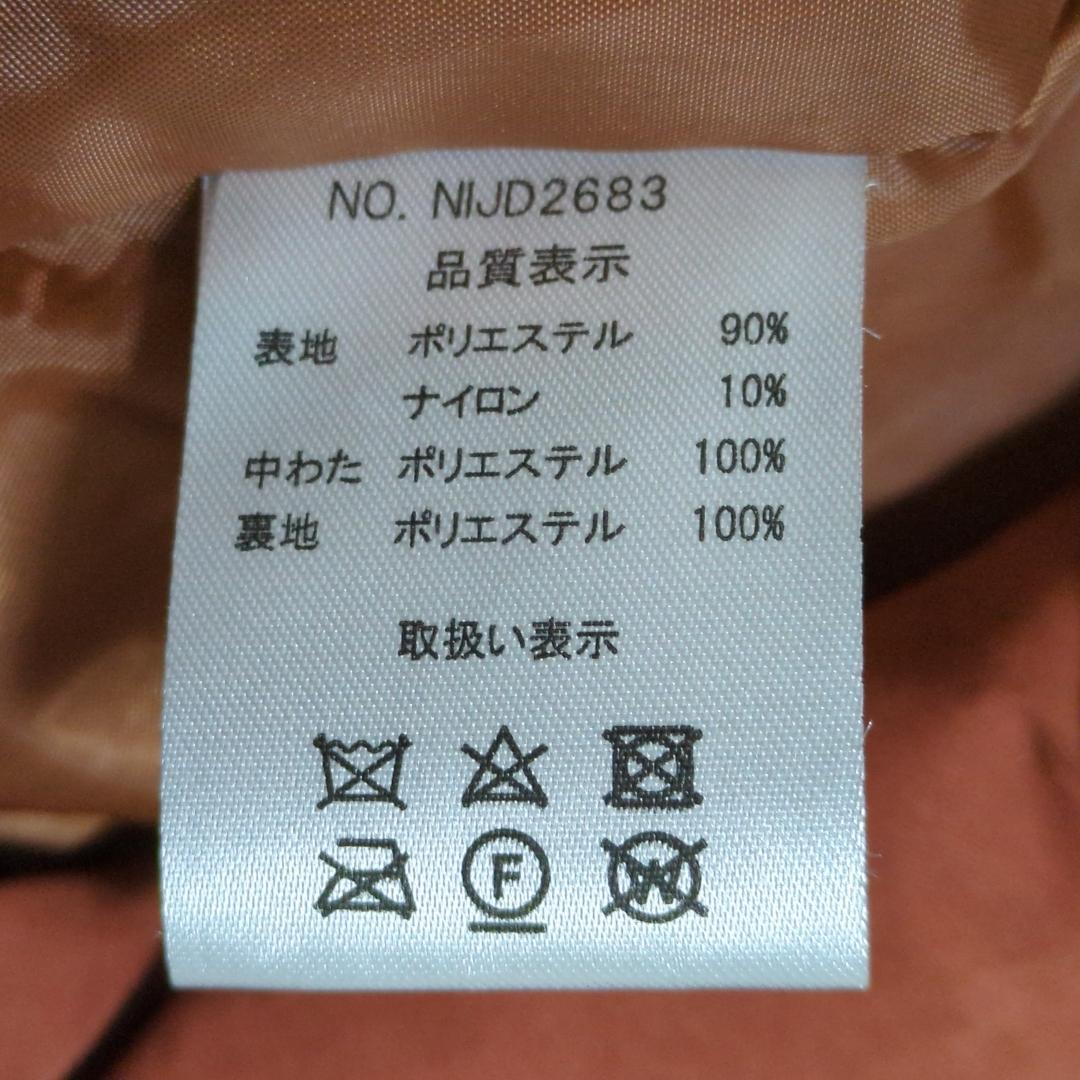 NO. NIJD2683
品質表示
表地 ポリエステル 90%
ナイロン 10%
中わた ポリエステル 100%
裏地 ポリエステル 100%
取扱い表示
F W